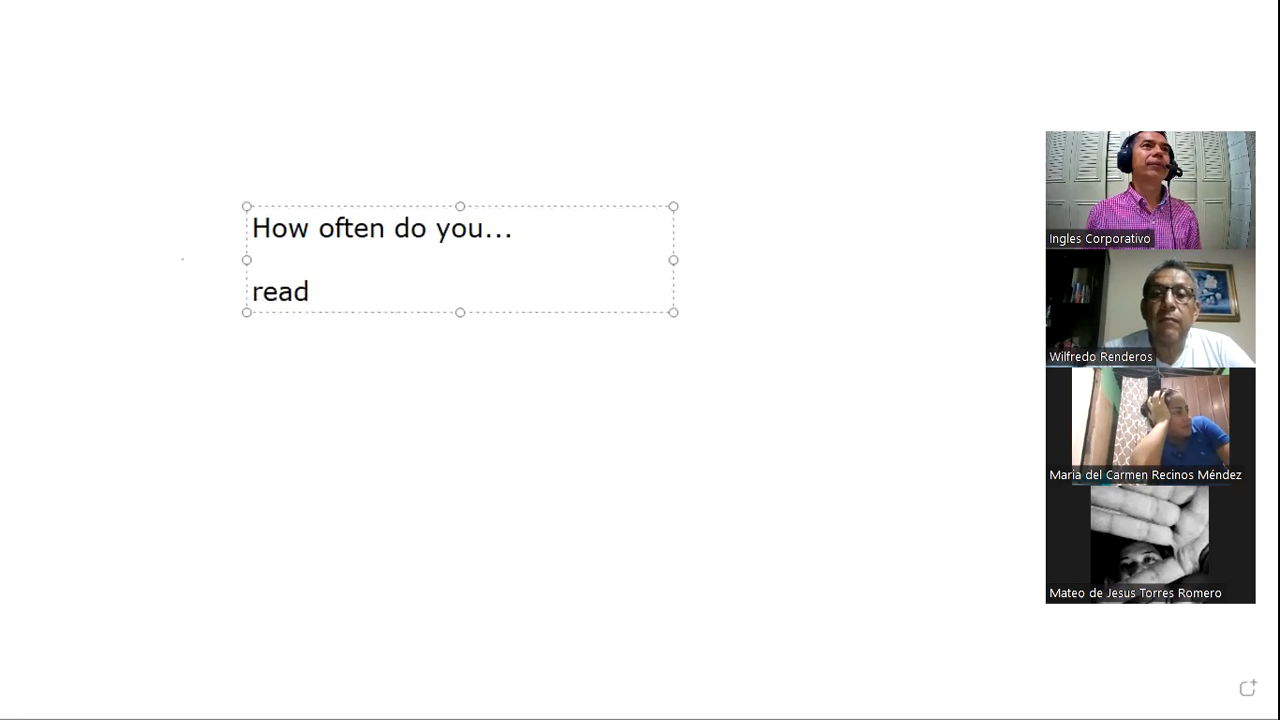 How often do you...
read
Ingles Corporativo
Wilfredo Renderos
Maria del Carmen Recinos Méndez
Mateo de Jesus Torres Romero